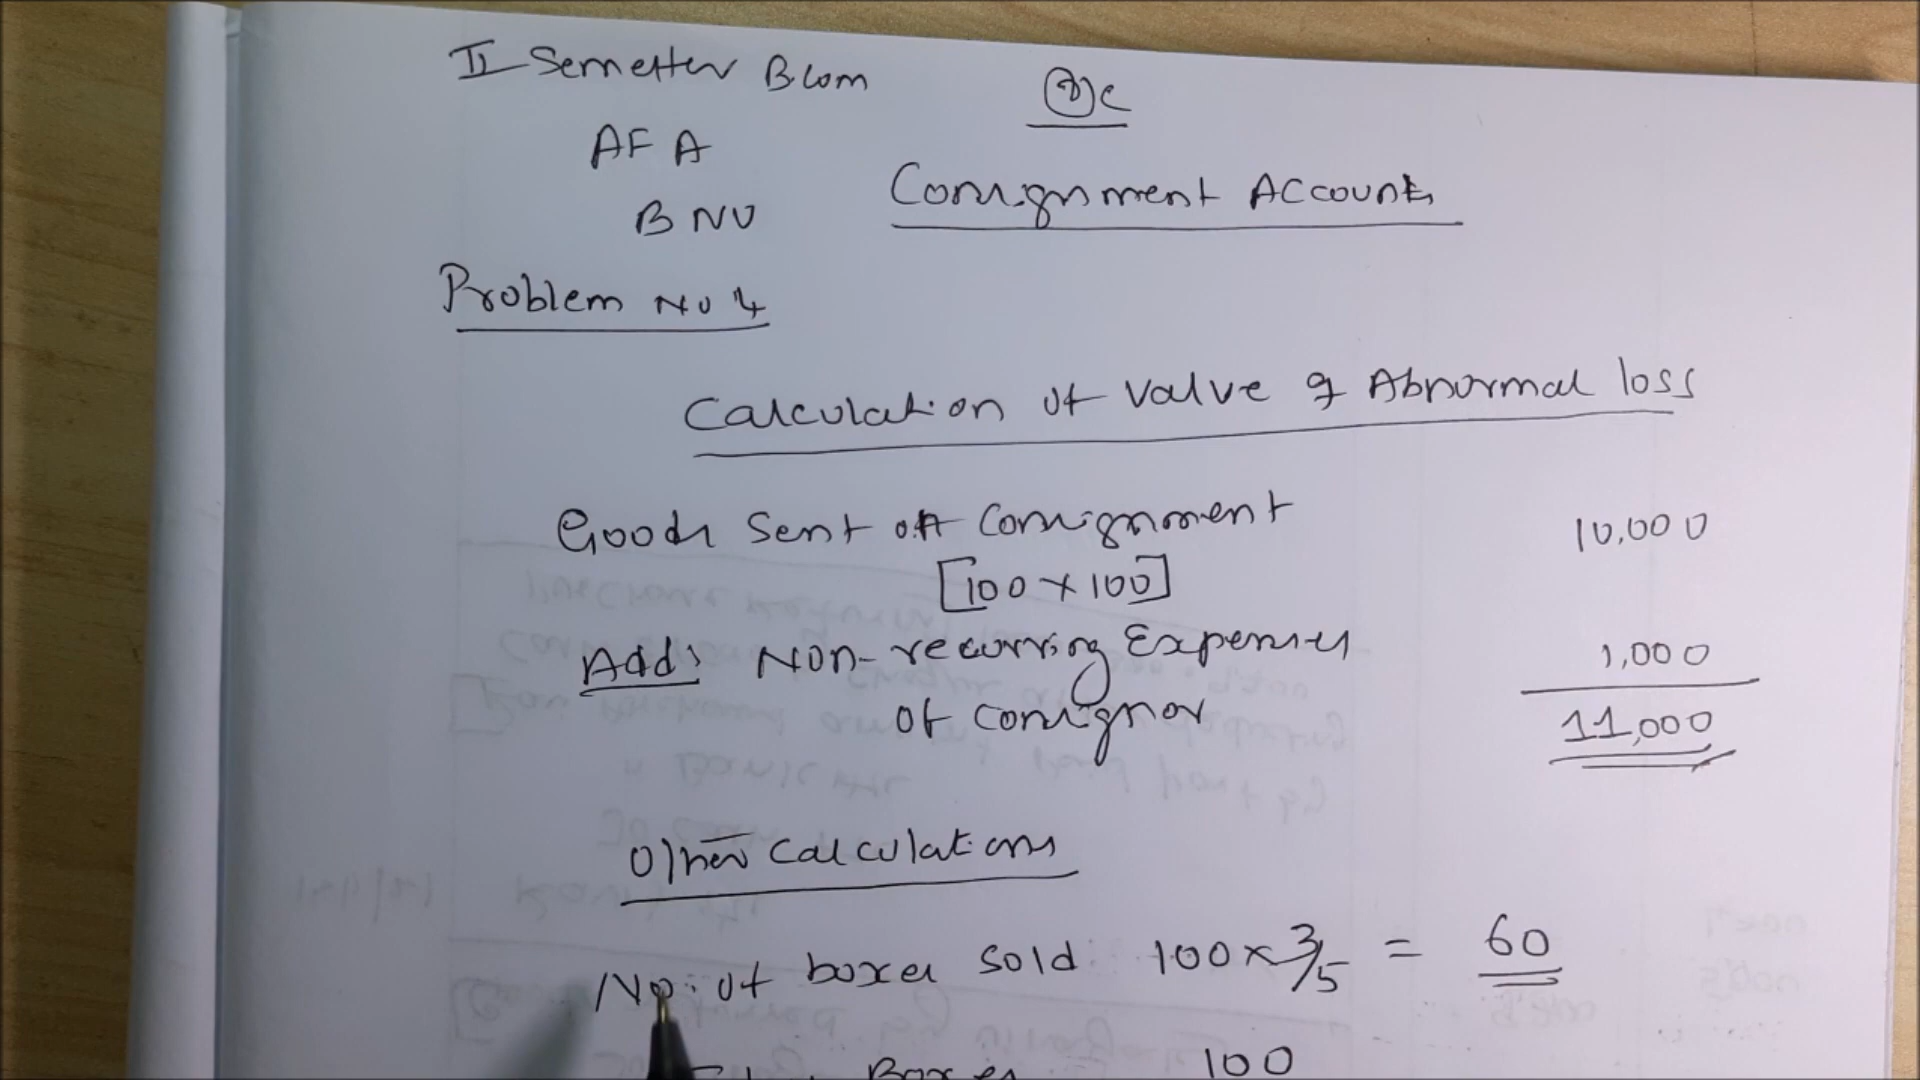 II Semester B.Com
AFA
BNU
Consignment Accounts
Problem No 4
Calculation of Value of Abnormal loss
Goods Sent on Consignment 10,000
[100 x 100]
Add: Non-recurring Expenses 1,000
of consignor 11,000
Other Calculations
No: of boxes sold: 100 x 3/5 = 60
Boxes 100